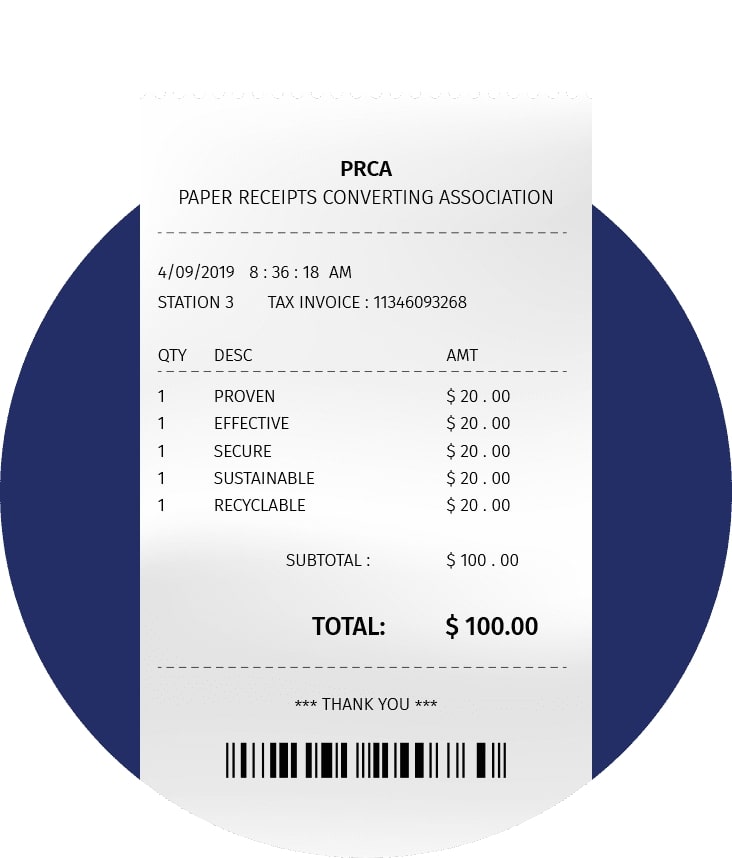 PRCA
PAPER RECEIPTS CONVERTING ASSOCIATION
4/09/2019 8 : 36 : 18 AM
STATION 3 TAX INVOICE : 11346093268
QTY DESC AMT
1 PROVEN $ 20 . 00
1 EFFECTIVE $ 20 . 00
1 SECURE $ 20 . 00
1 SUSTAINABLE $ 20 . 00
1 RECYCLABLE $ 20 . 00
SUBTOTAL : $ 100 . 00
TOTAL: $ 100.00
*** THANK YOU ***